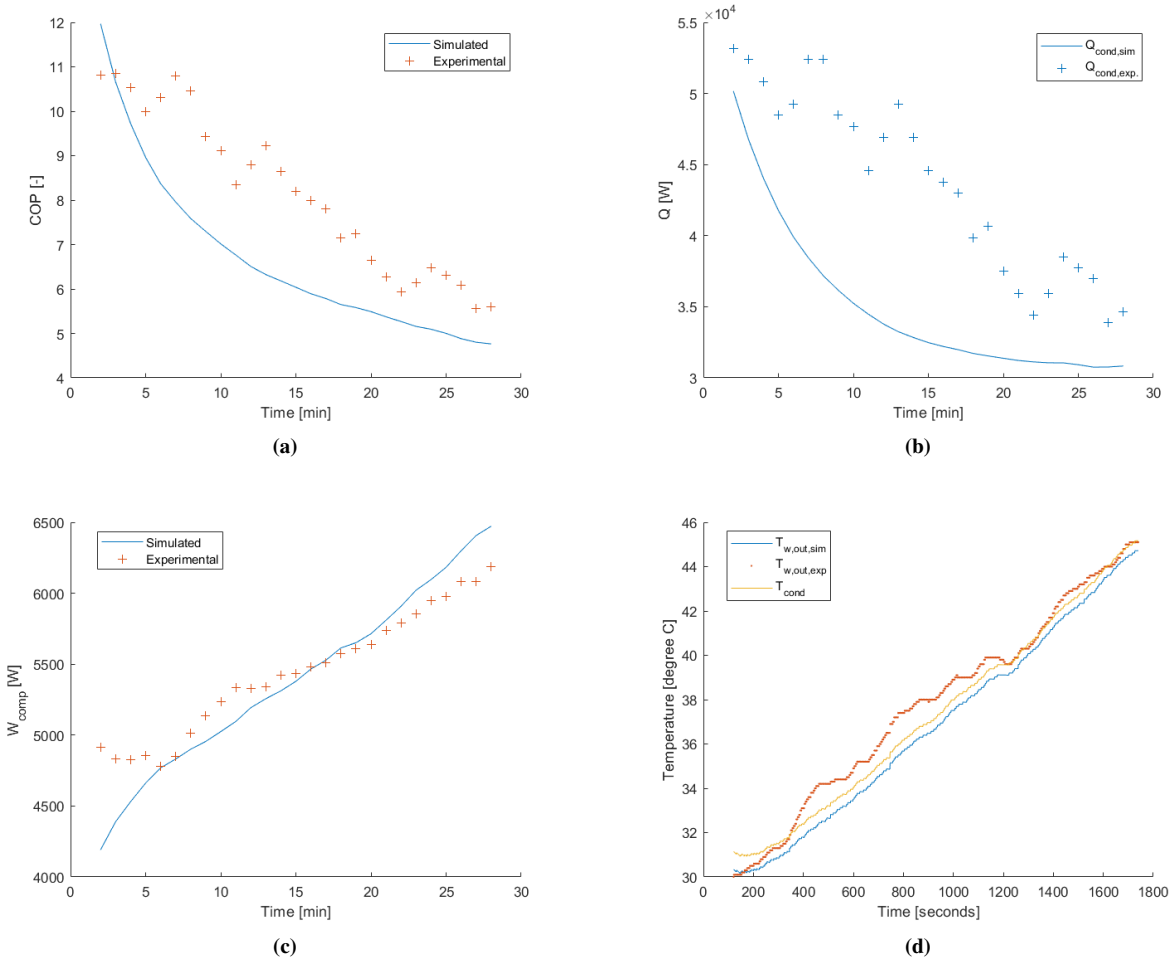 12
11
10
9
8
7
6
5
4
COP [-]
0 5 10 15 20 25 30
Time [min]
Simulated
Experimental
(a)
×10⁴
5.5
5
4.5
4
3.5
3
Q [W]
0 5 10 15 20 25 30
Time [min]
Q_cond,sim
Q_cond,exp.
(b)
6500
6000
5500
5000
4500
4000
W_comp [W]
0 5 10 15 20 25 30
Time [min]
Simulated
Experimental
(c)
46
44
42
40
38
36
34
32
30
Temperature [degree C]
0 200 400 600 800 1000 1200 1400 1600 1800
Time [seconds]
T_w,out,sim
T_w,out,exp
T_cond
(d)